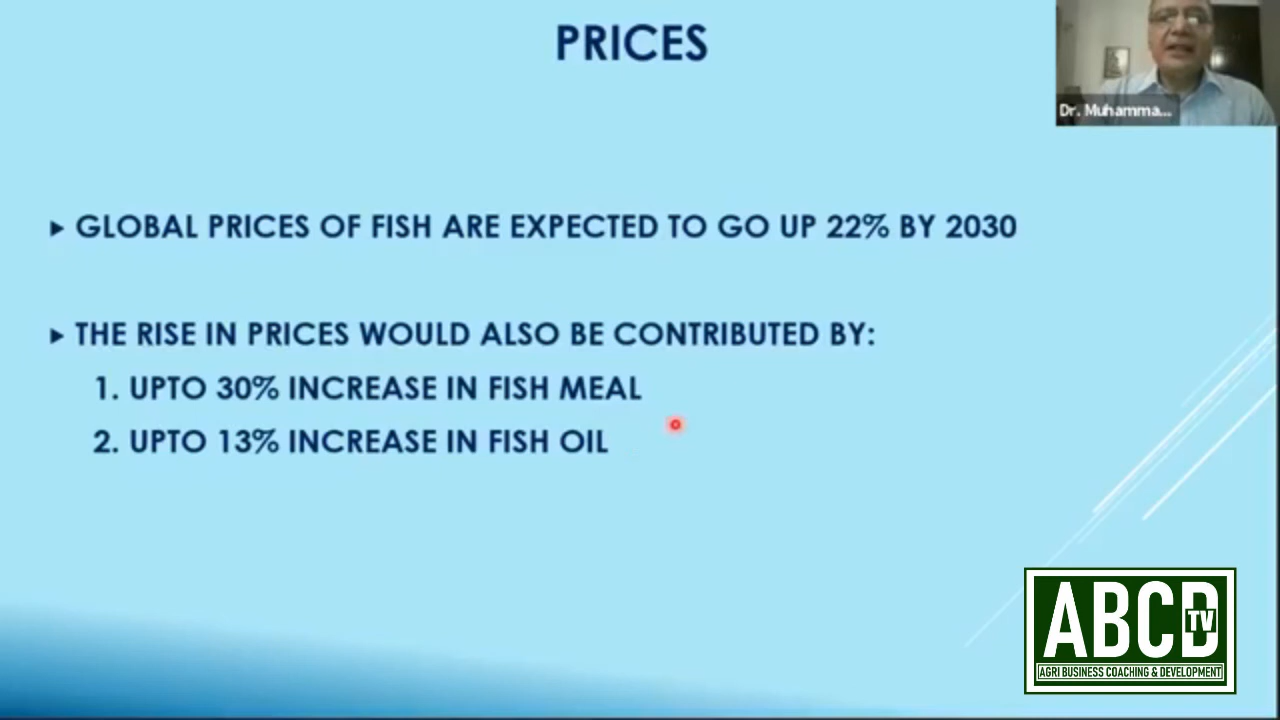 PRICES
Dr. Muhamma...
▸ GLOBAL PRICES OF FISH ARE EXPECTED TO GO UP 22% BY 2030
▸ THE RISE IN PRICES WOULD ALSO BE CONTRIBUTED BY:
1. UPTO 30% INCREASE IN FISH MEAL
2. UPTO 13% INCREASE IN FISH OIL
ABCD TV
AGRI BUSINESS COACHING & DEVELOPMENT